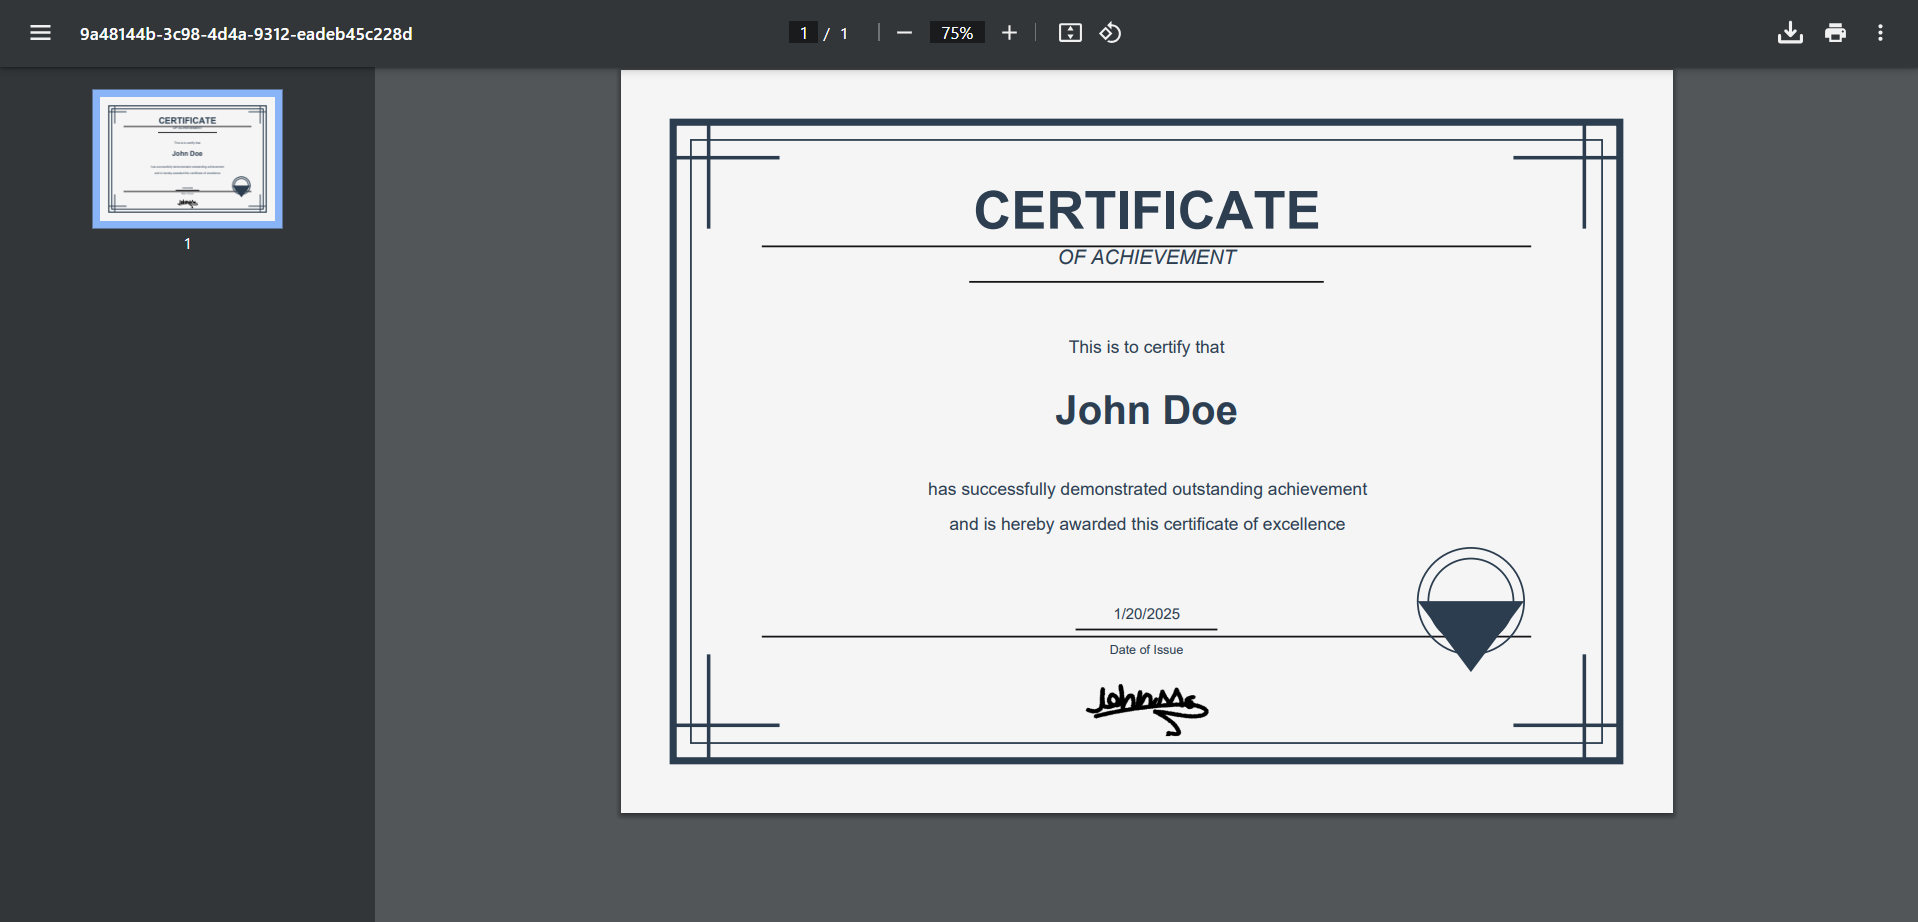 9a48144b-3c98-4d4a-9312-eadeb45c228d
1 / 1
75%
1
CERTIFICATE
OF ACHIEVEMENT
This is to certify that
John Doe
has successfully demonstrated outstanding achievement
and is hereby awarded this certificate of excellence
1/20/2025
Date of Issue